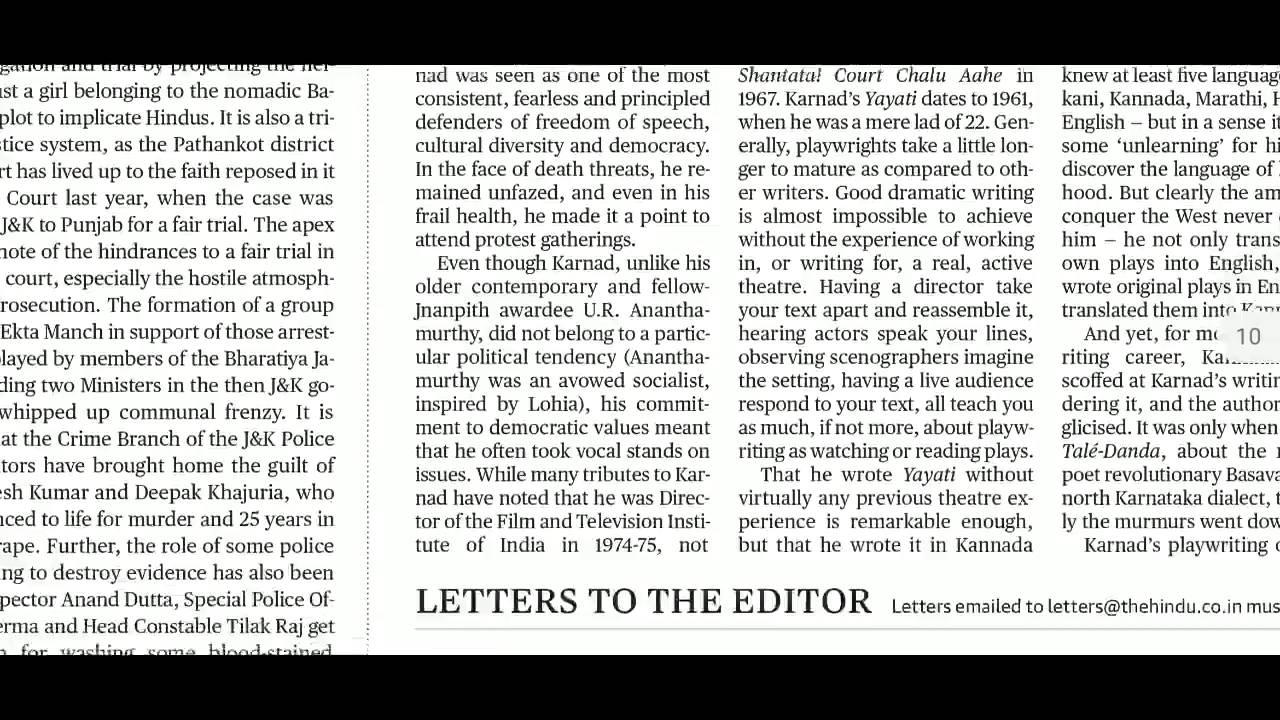 ast a girl belonging to the nomadic Ba-
plot to implicate Hindus. It is also a tri-
stice system, as the Pathankot district
rt has lived up to the faith reposed in it
Court last year, when the case was
J&K to Punjab for a fair trial. The apex
note of the hindrances to a fair trial in
court, especially the hostile atmosph-
rosecution. The formation of a group
Ekta Manch in support of those arrest-
played by members of the Bharatiya Ja-
ding two Ministers in the then J&K go-
whipped up communal frenzy. It is
at the Crime Branch of the J&K Police
tors have brought home the guilt of
esh Kumar and Deepak Khajuria, who
nced to life for murder and 25 years in
rape. Further, the role of some police
ng to destroy evidence has also been
pector Anand Dutta, Special Police Of-
erma and Head Constable Tilak Raj get
for washing some blood-stained
nad was seen as one of the most
consistent, fearless and principled
defenders of freedom of speech,
cultural diversity and democracy.
In the face of death threats, he re-
mained unfazed, and even in his
frail health, he made it a point to
attend protest gatherings.
Even though Karnad, unlike his
older contemporary and fellow-
Jnanpith awardee U.R. Anantha-
murthy, did not belong to a partic-
ular political tendency (Anantha-
murthy was an avowed socialist,
inspired by Lohia), his commit-
ment to democratic values meant
that he often took vocal stands on
issues. While many tributes to Kar-
nad have noted that he was Direc-
tor of the Film and Television Insti-
tute of India in 1974-75, not
Shantata! Court Chalu Aahe in
1967. Karnad's Yayati dates to 1961,
when he was a mere lad of 22. Gen-
erally, playwrights take a little lon-
ger to mature as compared to oth-
er writers. Good dramatic writing
is almost impossible to achieve
without the experience of working
in, or writing for, a real, active
theatre. Having a director take
your text apart and reassemble it,
hearing actors speak your lines,
observing scenographers imagine
the setting, having a live audience
respond to your text, all teach you
as much, if not more, about playw-
riting as watching or reading plays.
That he wrote Yayati without
virtually any previous theatre ex-
perience is remarkable enough,
but that he wrote it in Kannada
knew at least five languag
kani, Kannada, Marathi, H
English – but in a sense it
some ‘unlearning’ for hi
discover the language of
hood. But clearly the am
conquer the West never
him – he not only trans
own plays into English,
wrote original plays in En
translated them into
And yet, for mo
riting career,
scoffed at Karnad's writin
dering it, and the author
glicised. It was only when
Talé-Danda, about the
poet revolutionary Basava
north Karnataka dialect, t
ly the murmurs went dow
Karnad's playwriting
10
LETTERS TO THE EDITOR Letters emailed to letters@thehindu.co.in mus